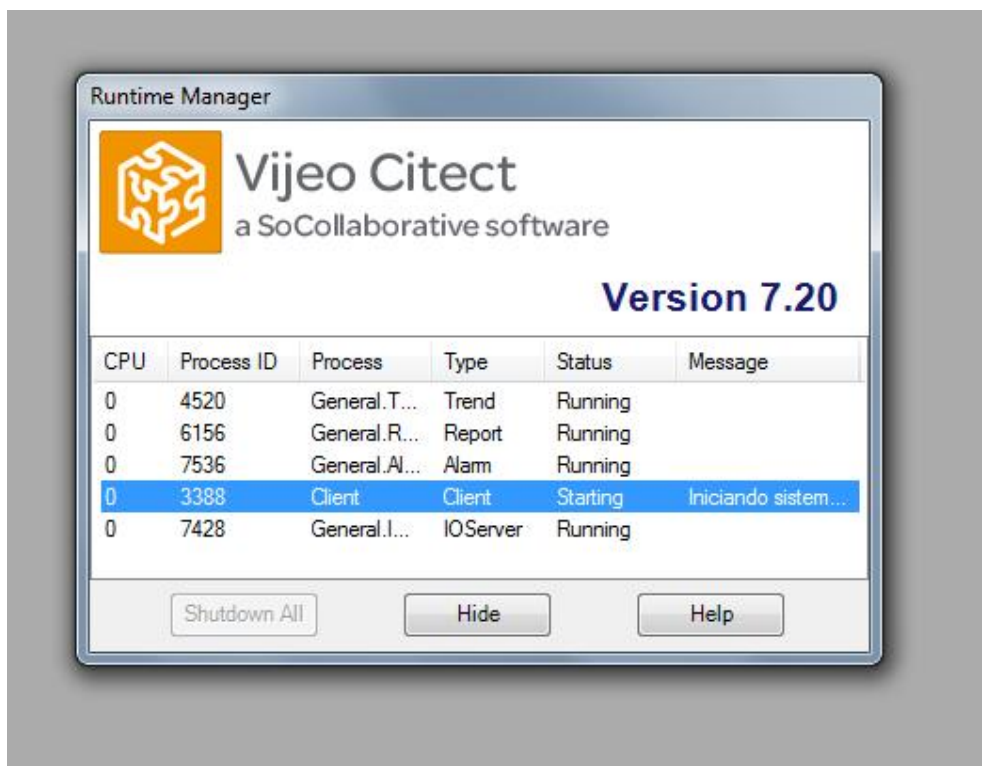 Runtime Manager
Vijeo Citect
a SoCollaborative software
Version 7.20
CPU Process ID Process Type Status Message
0 4520 General.T... Trend Running
0 6156 General.R... Report Running
0 7536 General.Al... Alarm Running
0 3388 Client Client Starting Iniciando sistem...
0 7428 General.I... IOServer Running
Shutdown All Hide Help